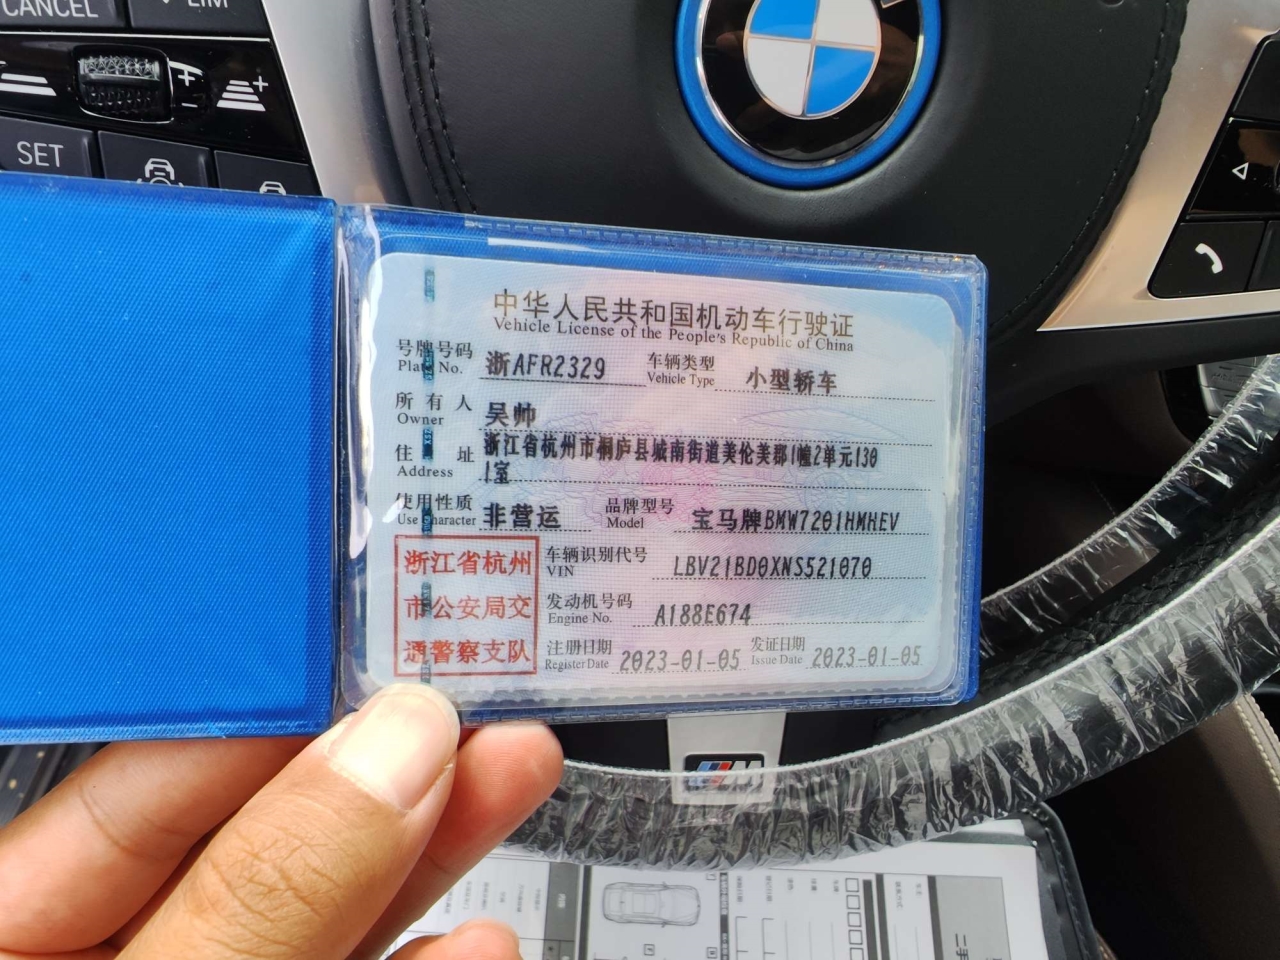 CANCEL
LIM
SET
中华人民共和国机动车行驶证
Vehicle License of the People's Republic of China
号牌号码 浙AFR2329 车辆类型 小型轿车
Plate No. Vehicle Type
所有人 吴帅
Owner
住址 浙江省杭州市桐庐县城南街道美伦美郡1幢2单元130
Address 1室
使用性质 非营运 品牌型号 宝马牌BMW7201HMHEV
Use Character Model
浙江省杭州
市公安局交
通警察支队
车辆识别代号 LBV21BD0XNS521070
VIN
发动机号码 A188E674
Engine No.
注册日期 2023-01-05 发证日期 2023-01-05
Register Date Issue Date
M